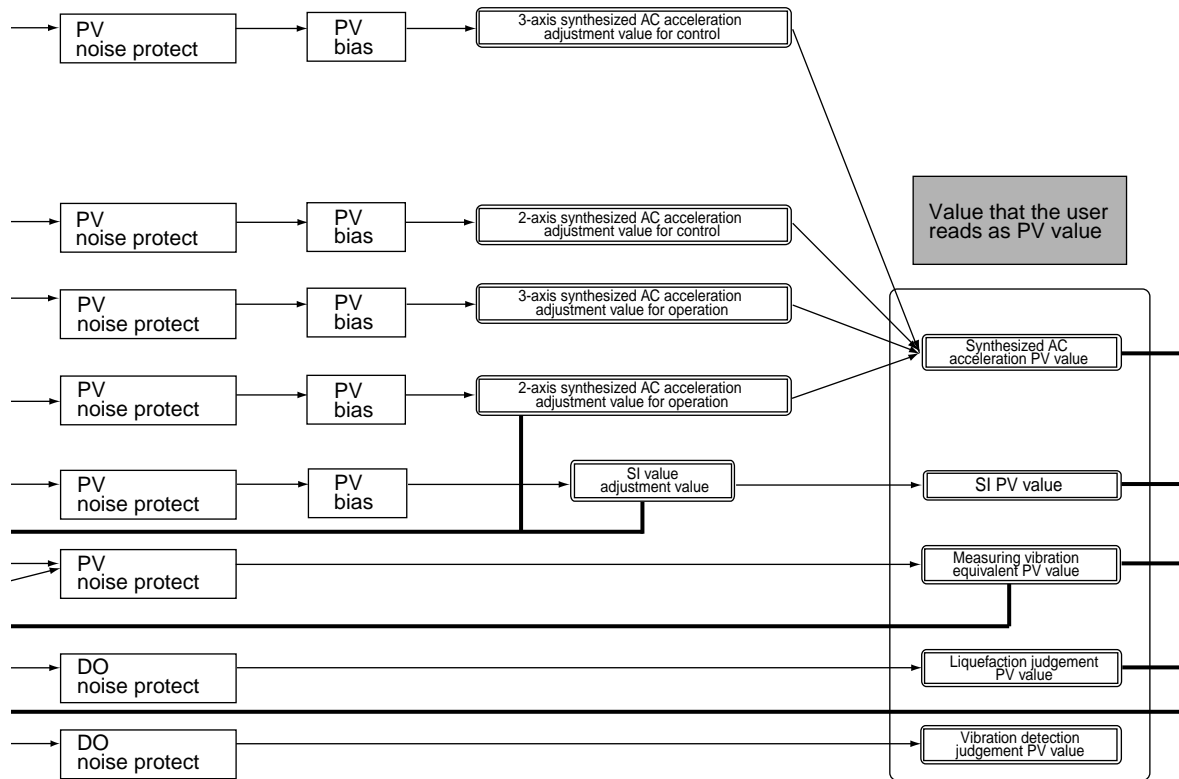 PV
noise protect
PV
bias
3-axis synthesized AC acceleration
adjustment value for control
PV
noise protect
PV
bias
2-axis synthesized AC acceleration
adjustment value for control
Value that the user
reads as PV value
PV
noise protect
PV
bias
3-axis synthesized AC acceleration
adjustment value for operation
Synthesized AC
acceleration PV value
PV
noise protect
PV
bias
2-axis synthesized AC acceleration
adjustment value for operation
PV
noise protect
PV
bias
SI value
adjustment value
SI PV value
PV
noise protect
Measuring vibration
equivalent PV value
DO
noise protect
Liquefaction judgement
PV value
DO
noise protect
Vibration detection
judgement PV value